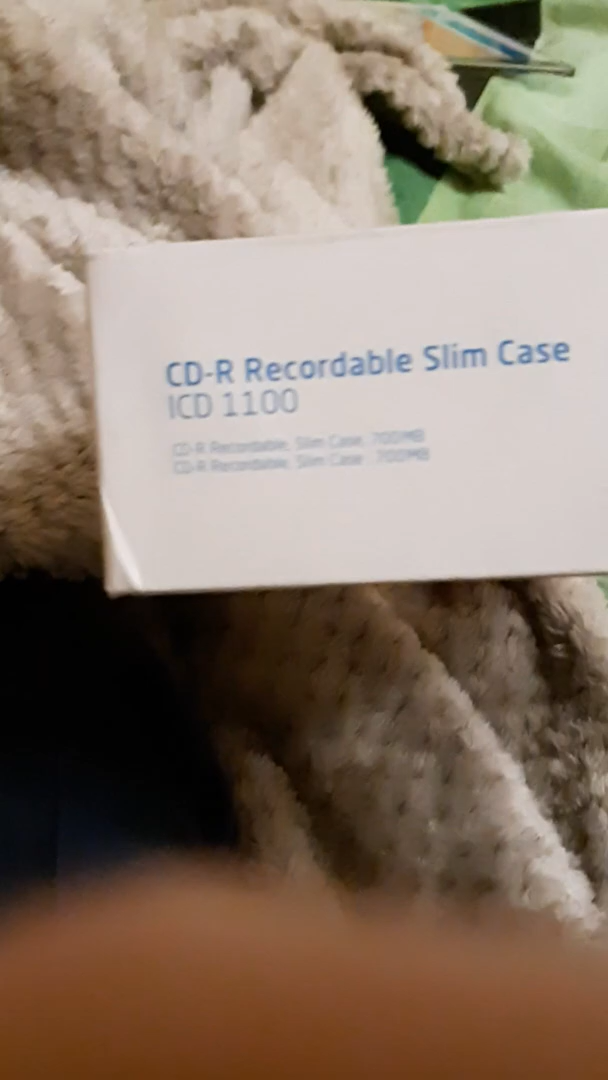 CD-R Recordable Slim Case
ICD 1100
CD-R Recordable, Slim Case, 700MB
CD-R Recordable, Slim Case : 700MB